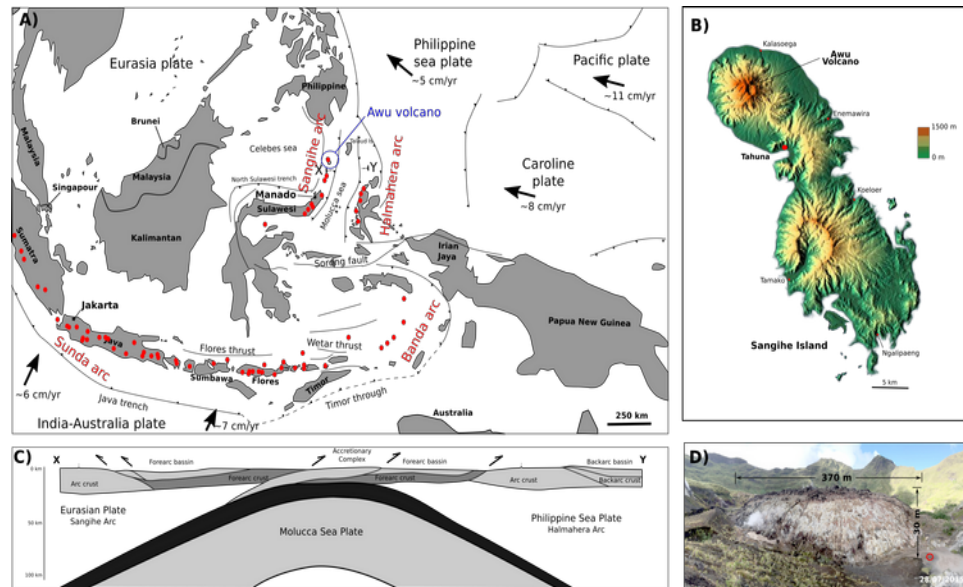 A)
Eurasia plate
Philippine
sea plate
~5 cm/yr
Pacific plate
~11 cm/yr
Philippine
Awu volcano
Brunei
Celebes sea
Sangihe arc
X
Y
Halmahera arc
Caroline
plate
~8 cm/yr
Malaysia
Malaysia
Singapour
North Sulawesi trench
Manado
Sulawesi
Molucca sea
Kalimantan
Sumatra
Sorong fault
Irian
Jaya
Jakarta
Java
Papua New Guinea
Sunda arc
Flores thrust
Wetar thrust
Banda arc
Sumbawa
Flores
Timor
~6 cm/yr
Java trench
~7 cm/yr
Timor through
India-Australia plate
Australia
250 km
B)
Kalasoega
Awu
Volcano
Enemawira
1500 m
0 m
Tahuna
Koeloer
Tamako
Sangihe Island
Ngalipaeng
5 km
C)
X
Forearc bassin
Accretionary
Complex
Forearc bassin
Backarc bassin
Y
0 km
Arc crust
Forearc crust
Forearc crust
Arc crust
Backarc crust
Eurasian Plate
Sangihe Arc
50 km
Molucca Sea Plate
Philippine Sea Plate
Halmahera Arc
100 km
D)
370 m
30 m